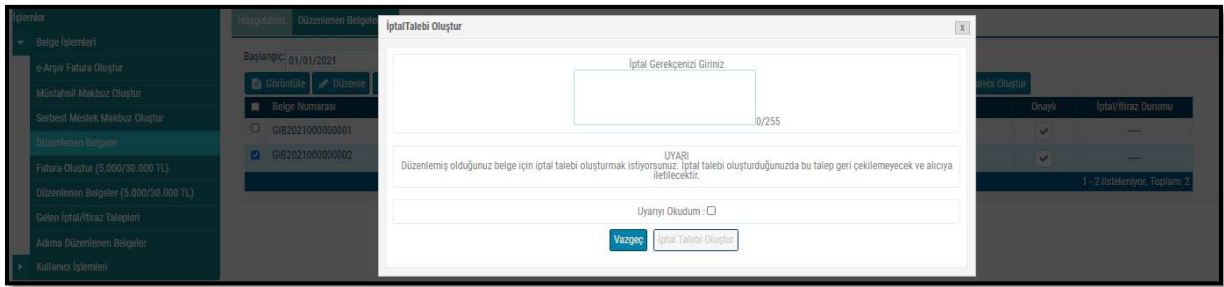 İşlemler
Belge İşlemleri
e-Arşiv Fatura Oluştur
Müstahsil Makbuz Oluştur
Serbest Meslek Makbuz Oluştur
Düzenlenen Belgeler
Fatura Oluştur (5.000/30.000 TL)
Düzenlenen Belgeler (5.000/30.000 TL)
Gelen İptal/İtiraz Talepleri
Adıma Düzenlenen Belgeler
Kullanıcı İşlemleri
Hoşgeldiniz Düzenlenen Belgeler
Başlangıç: 01/01/2021
Görüntüle Düzenle
Talebi Oluştur
Belge Numarası Onaylı İptal/İtiraz Durumu
GIB2021000000001 ----
GIB2021000000002 ----
1 - 2 listeleniyor, Toplam: 2
İptalTalebi Oluştur X
İptal Gerekçenizi Giriniz
0/255
UYARI
Düzenlemiş olduğunuz belge için iptal talebi oluşturmak istiyorsunuz. İptal talebi oluşturduğunuzda bu talep geri çekilemeyecek ve alıcıya
iletilecektir.
Uyarıyı Okudum :
Vazgeç İptal Talebi Oluştur